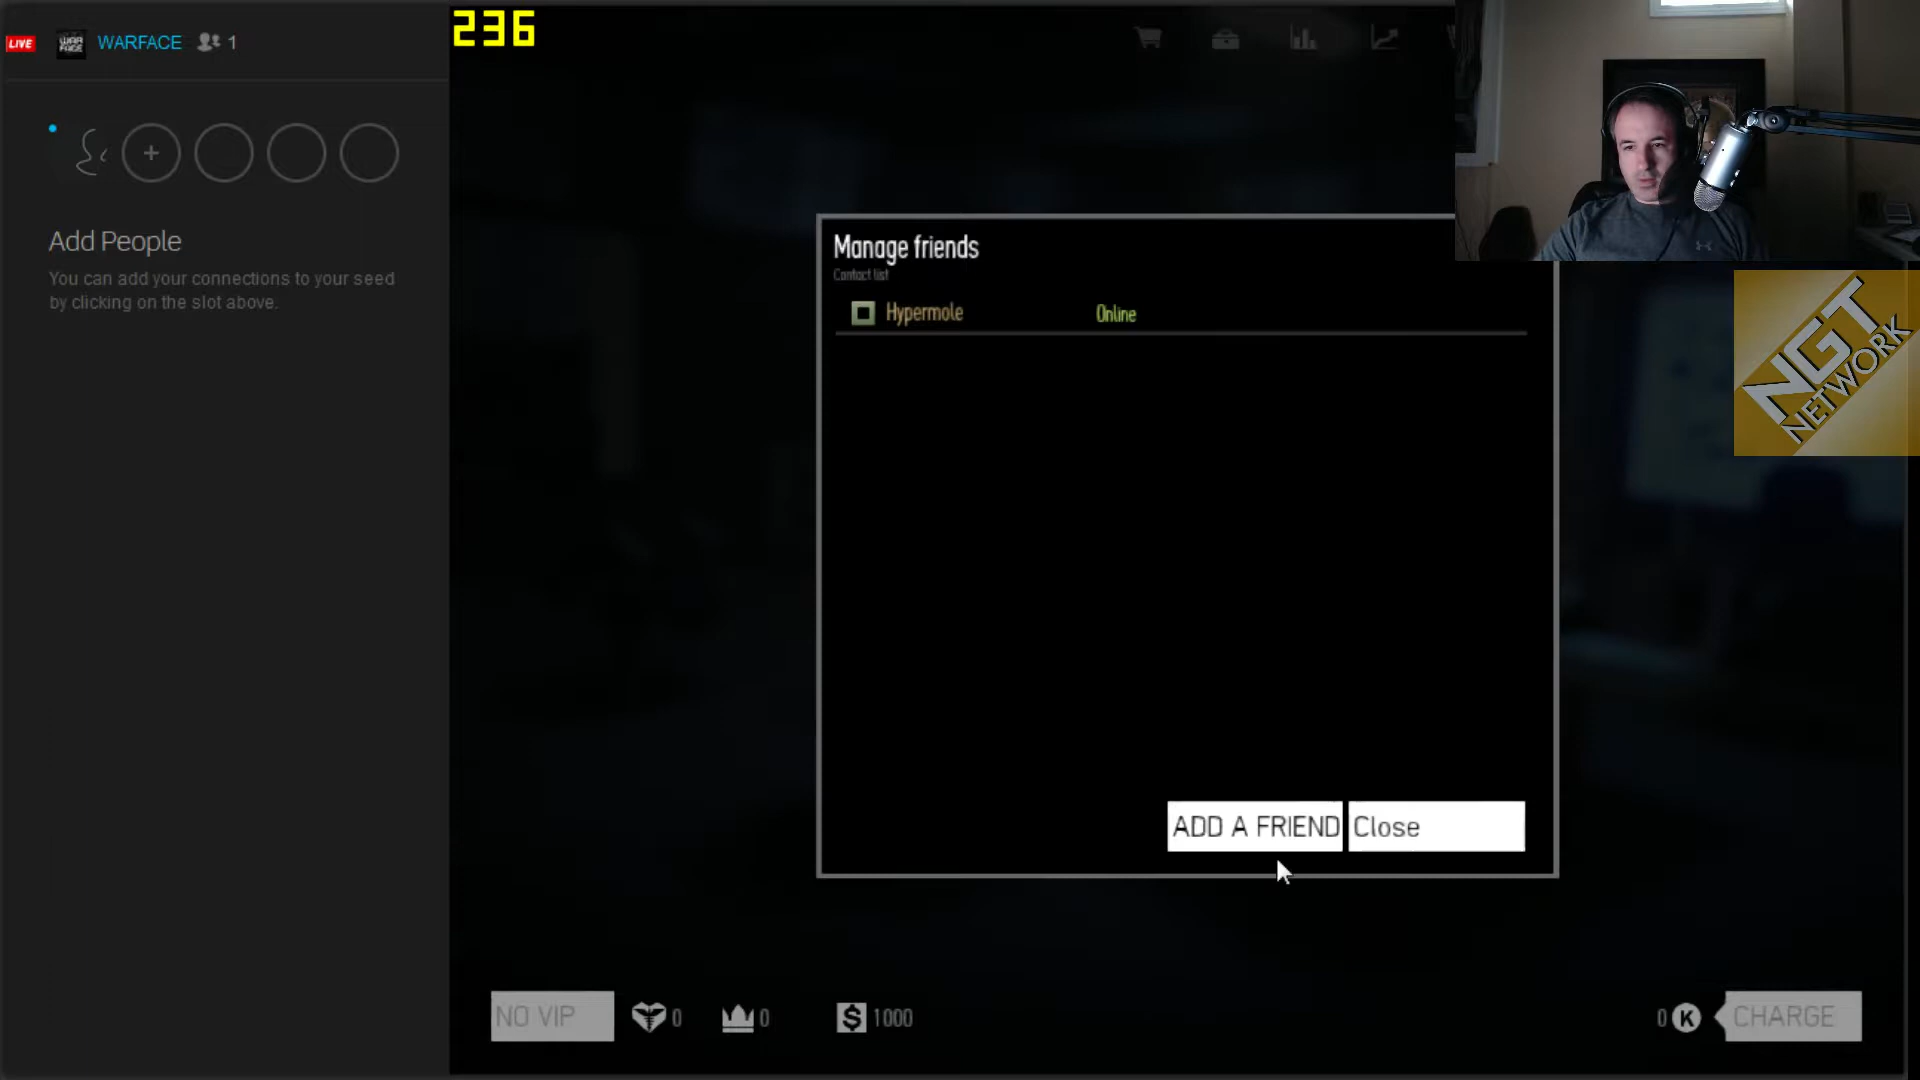 236
LIVE
WAR FACE
WARFACE 1
Add People
You can add your connections to your seed
by clicking on the slot above.
Manage friends
Contact list
Hypermole Online
ADD A FRIEND Close
NGT
NETWORK
NO VIP 0 0 $ 1000 0 K CHARGE